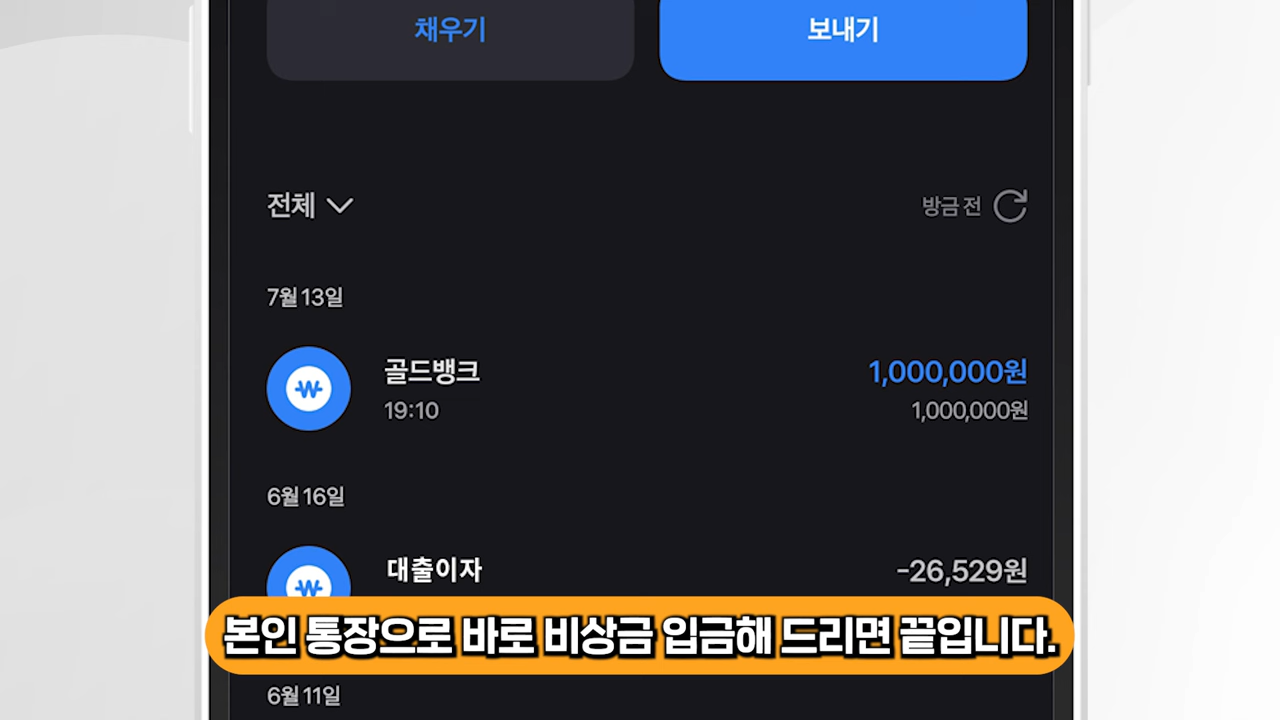 채우기
보내기
전체
방금 전
7월 13일
골드뱅크
1,000,000원
19:10
1,000,000원
6월 16일
대출이자
-26,529원
본인 통장으로 바로 비상금 입금해 드리면 끝입니다.
6월 11일